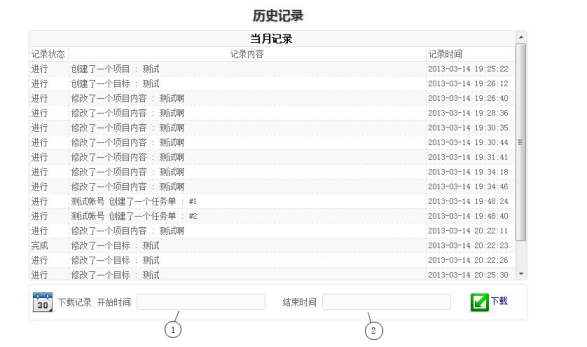 历史记录
当月记录
记录状态 记录内容 记录时间
进行 创建了一个项目 : 测试 2013-03-14 19:25:22
进行 创建了一个目标 : 测试 2013-03-14 19:26:12
进行 修改了一个项目内容 : 测试啊 2013-03-14 19:26:40
进行 修改了一个项目内容 : 测试啊 2013-03-14 19:28:36
进行 修改了一个项目内容 : 测试啊 2013-03-14 19:30:35
进行 修改了一个项目内容 : 测试啊 2013-03-14 19:30:44
进行 修改了一个项目内容 : 测试啊 2013-03-14 19:31:41
进行 修改了一个项目内容 : 测试啊 2013-03-14 19:34:18
进行 修改了一个项目内容 : 测试啊 2013-03-14 19:34:46
进行 测试帐号 创建了一个任务单 : #1 2013-03-14 19:48:24
进行 测试帐号 创建了一个任务单 : #2 2013-03-14 19:48:40
进行 修改了一个项目内容 : 测试啊 2013-03-14 20:22:11
完成 修改了一个目标 : 测试 2013-03-14 20:22:23
进行 修改了一个目标 : 测试 2013-03-14 20:22:26
进行 修改了一个目标 : 测试 2013-03-14 20:25:30
30 下载记录 开始时间 结束时间 下载
1 2